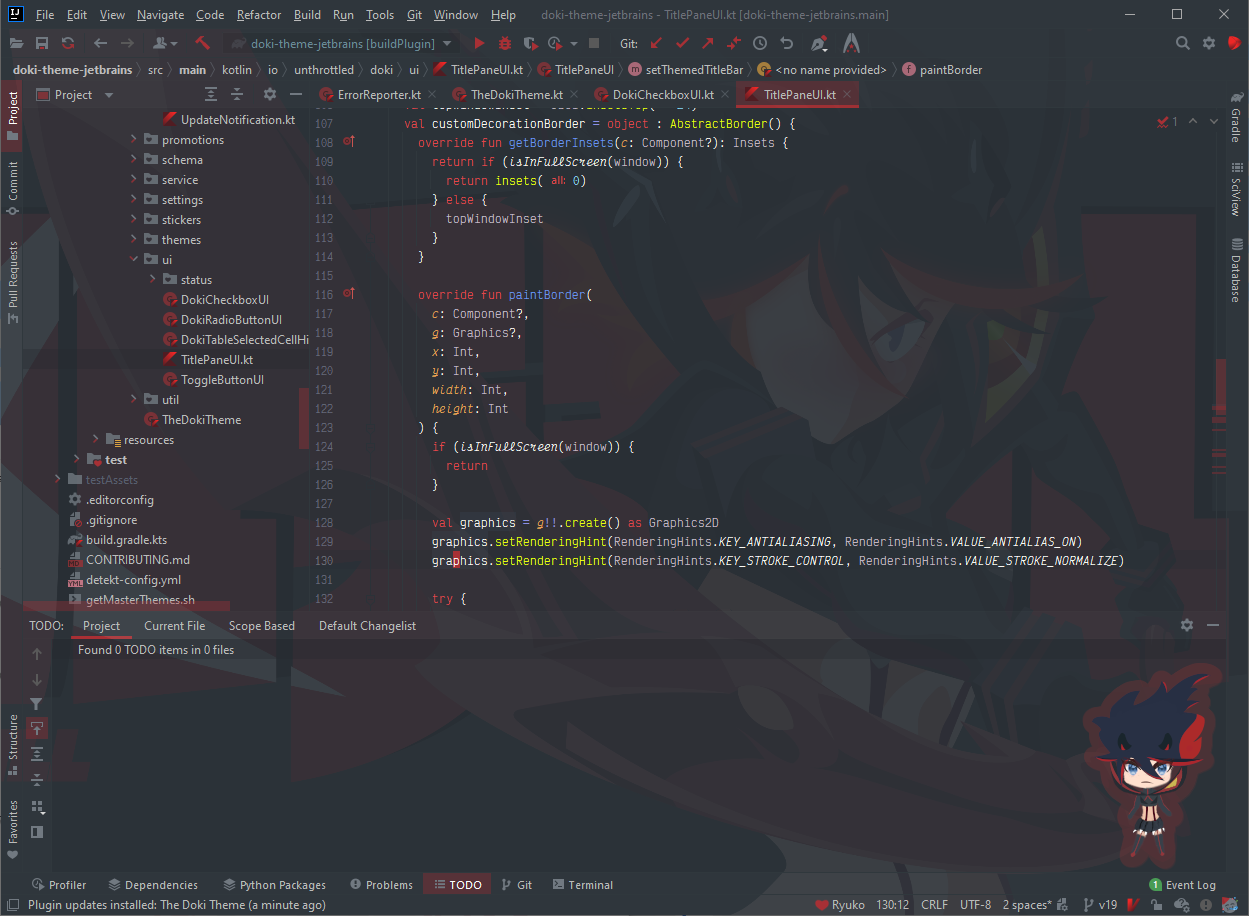 File Edit View Navigate Code Refactor Build Run Tools Git Window Help doki-theme-jetbrains - TitlePaneUI.kt [doki-theme-jetbrains.main]
doki-theme-jetbrains [buildPlugin] Git:
doki-theme-jetbrains src main kotlin io unthrottled doki ui TitlePaneUI.kt TitlePaneUI setThemedTitleBar <no name provided> paintBorder
Project
Commit
Pull Requests
Structure
Favorites
Project
UpdateNotification.kt
promotions
schema
service
settings
stickers
themes
ui
status
DokiCheckboxUI
DokiRadioButtonUI
DokiTableSelectedCellHi
TitlePaneUI.kt
ToggleButtonUI
util
TheDokiTheme
resources
test
testAssets
.editorconfig
.gitignore
build.gradle.kts
CONTRIBUTING.md
detekt-config.yml
getMasterThemes.sh
ErrorReporter.kt TheDokiTheme.kt DokiCheckboxUI.kt TitlePaneUI.kt
107 val customDecorationBorder = object : AbstractBorder() {
108 override fun getBorderInsets(c: Component?): Insets {
109 return if (isInFullScreen(window)) {
110 return insets( all: 0)
111 } else {
112 topWindowInset
113 }
114 }
115
116 override fun paintBorder(
117 c: Component?,
118 g: Graphics?,
119 x: Int,
120 y: Int,
121 width: Int,
122 height: Int
123 ) {
124 if (isInFullScreen(window)) {
125 return
126 }
127
128 val graphics = g!!.create() as Graphics2D
129 graphics.setRenderingHint(RenderingHints.KEY_ANTIALIASING, RenderingHints.VALUE_ANTIALIAS_ON)
130 graphics.setRenderingHint(RenderingHints.KEY_STROKE_CONTROL, RenderingHints.VALUE_STROKE_NORMALIZE)
131
132 try {
1
Gradle
SciView
Database
TODO: Project Current File Scope Based Default Changelist
Found 0 TODO items in 0 files
Profiler Dependencies Python Packages Problems TODO Git Terminal 1 Event Log
Plugin updates installed: The Doki Theme (a minute ago) Ryuko 130:12 CRLF UTF-8 2 spaces* v19